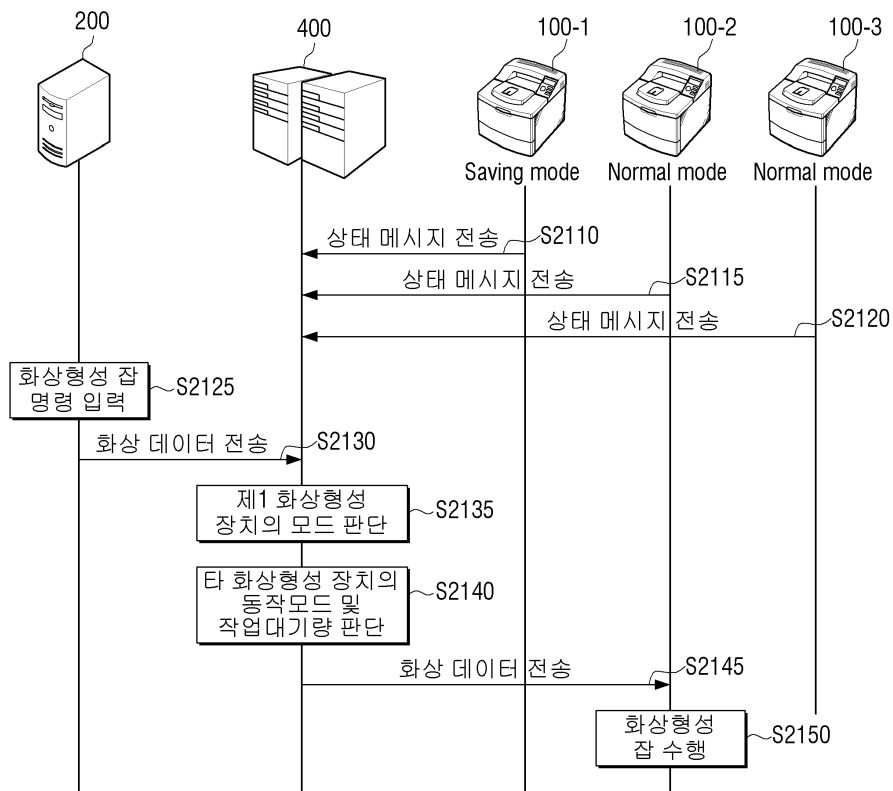 200
400
100-1
100-2
100-3
Saving mode
Normal mode
Normal mode
상태 메시지 전송
S2110
상태 메시지 전송
S2115
상태 메시지 전송
S2120
화상형성 잡
명령 입력
S2125
화상 데이터 전송
S2130
제1 화상형성
장치의 모드 판단
S2135
타 화상형성 장치의
동작모드 및
작업대기량 판단
S2140
화상 데이터 전송
S2145
화상형성
잡 수행
S2150